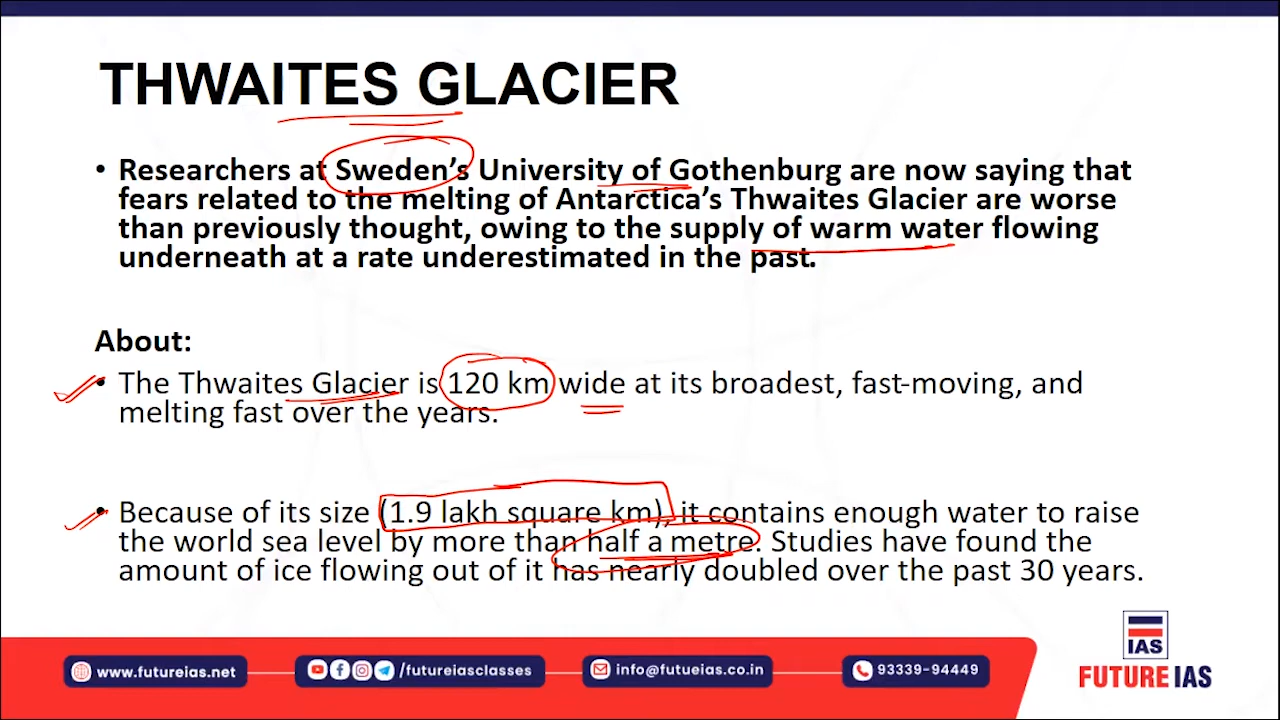 THWAITES GLACIER
• Researchers at Sweden's University of Gothenburg are now saying that
fears related to the melting of Antarctica's Thwaites Glacier are worse
than previously thought, owing to the supply of warm water flowing
underneath at a rate underestimated in the past.
About:
• The Thwaites Glacier is 120 km wide at its broadest, fast-moving, and
melting fast over the years.
• Because of its size (1.9 lakh square km), it contains enough water to raise
the world sea level by more than half a metre. Studies have found the
amount of ice flowing out of it has nearly doubled over the past 30 years.
IAS
www.futureias.net
/futureiasclasses
info@futueias.co.in
93339-94449
FUTURE IAS